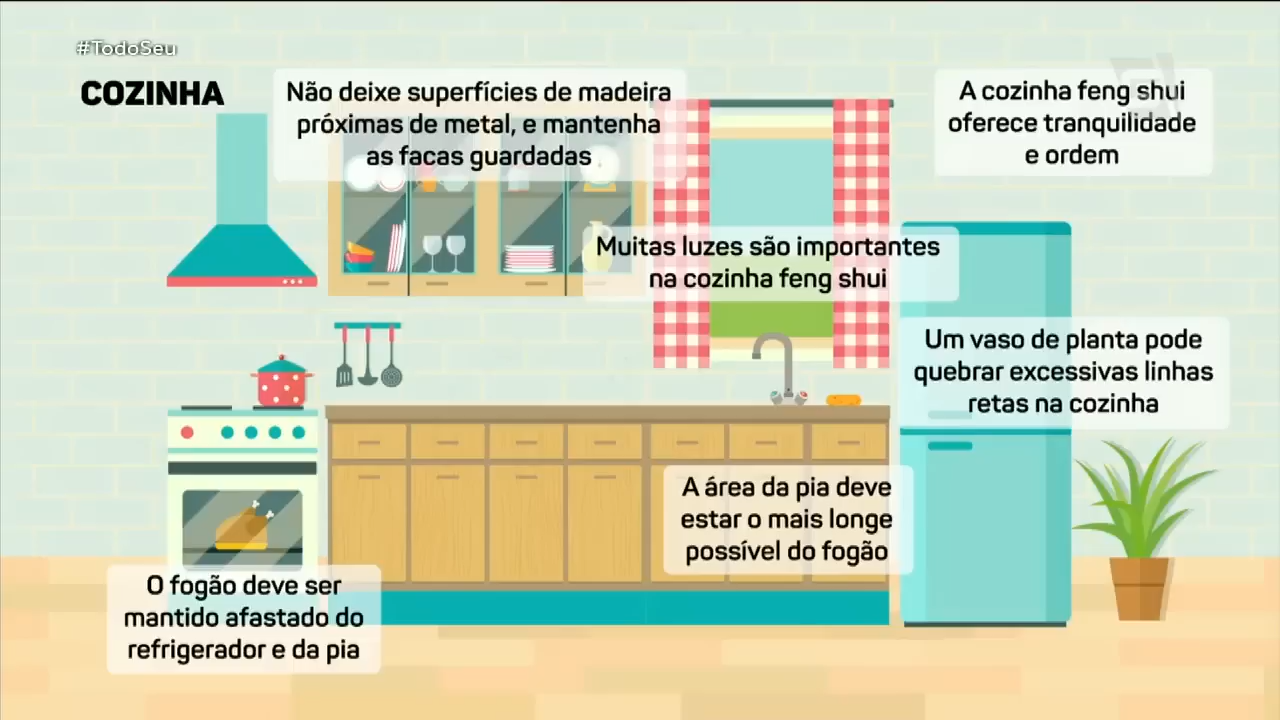 #TodoSeu
COZINHA
Não deixe superfícies de madeira
próximas de metal, e mantenha
as facas guardadas
A cozinha feng shui
oferece tranquilidade
e ordem
Muitas luzes são importantes
na cozinha feng shui
Um vaso de planta pode
quebrar excessivas linhas
retas na cozinha
A área da pia deve
estar o mais longe
possível do fogão
O fogão deve ser
mantido afastado do
refrigerador e da pia